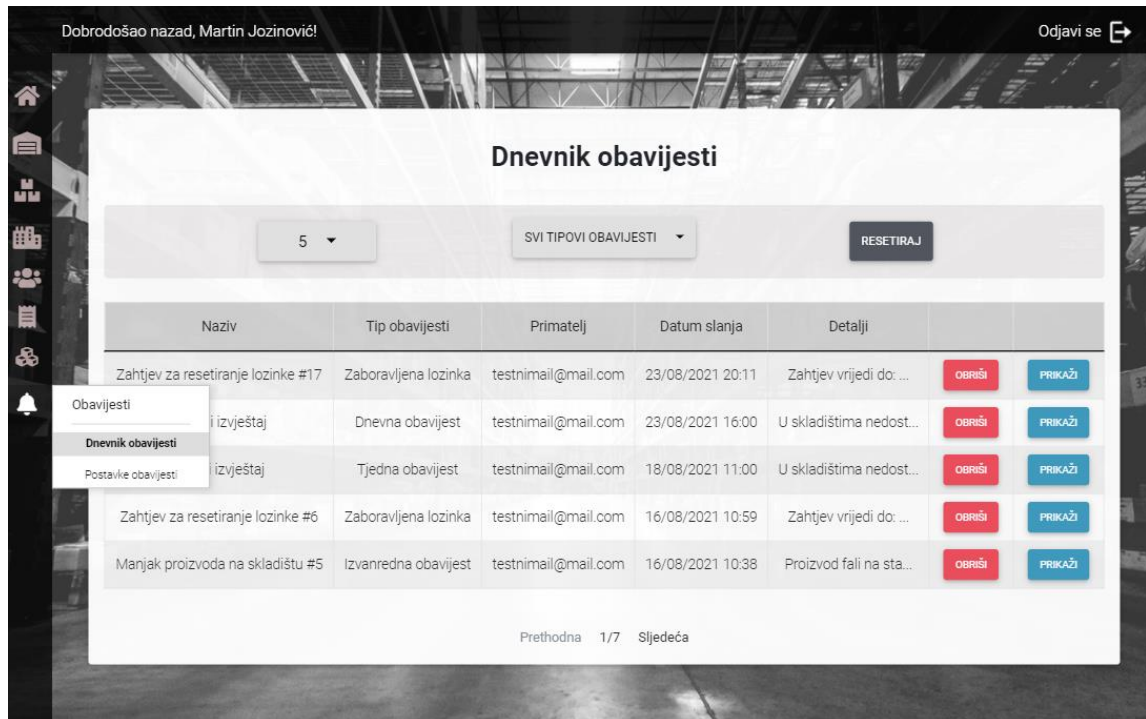 Dobrodošao nazad, Martin Jozinović!
Odjavi se
Dnevnik obavijesti
5
SVI TIPOVI OBAVIJESTI
RESETIRAJ
Naziv Tip obavijesti Primatelj Datum slanja Detalji
Zahtjev za resetiranje lozinke #17 Zaboravljena lozinka testnimail@mail.com 23/08/2021 20:11 Zahtjev vrijedi do: ... OBRIŠI PRIKAŽI
i izvještaj Dnevna obavijest testnimail@mail.com 23/08/2021 16:00 U skladištima nedost... OBRIŠI PRIKAŽI
i izvještaj Tjedna obavijest testnimail@mail.com 18/08/2021 11:00 U skladištima nedost... OBRIŠI PRIKAŽI
Zahtjev za resetiranje lozinke #6 Zaboravljena lozinka testnimail@mail.com 16/08/2021 10:59 Zahtjev vrijedi do: ... OBRIŠI PRIKAŽI
Manjak proizvoda na skladištu #5 Izvanredna obavijest testnimail@mail.com 16/08/2021 10:38 Proizvod fali na sta... OBRIŠI PRIKAŽI
Obavijesti
Dnevnik obavijesti
Postavke obavijesti
Prethodna 1/7 Sljedeća